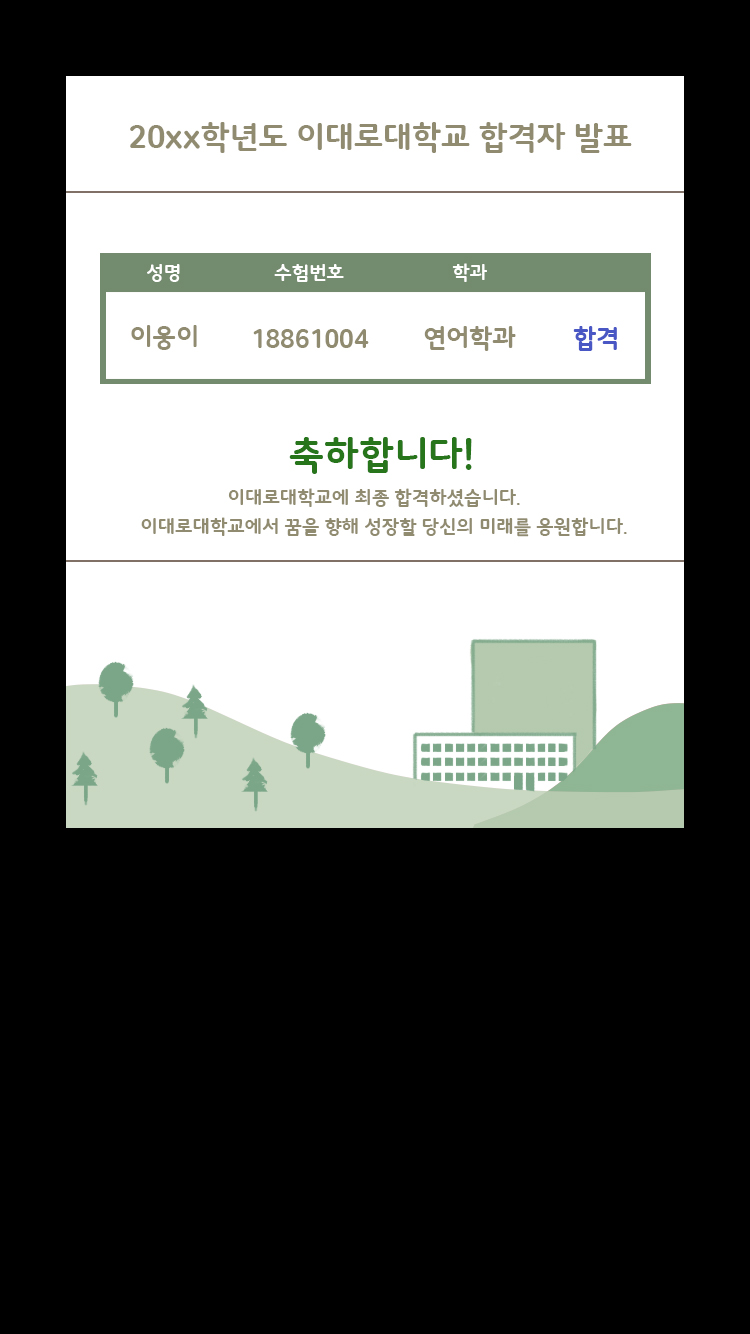 20xx학년도 이대로대학교 합격자 발표
성명 수험번호 학과
이웅이 18861004 연어학과 합격
축하합니다!
이대로대학교에 최종 합격하셨습니다.
이대로대학교에서 꿈을 향해 성장할 당신의 미래를 응원합니다.